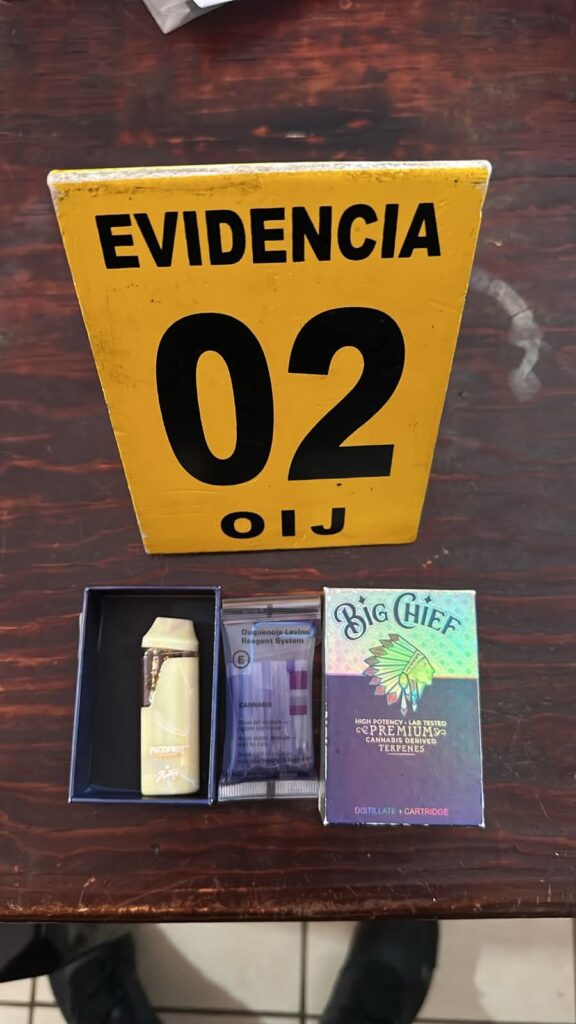 EVIDENCIA
02
OIJ
Duquenois-Levine
Reagent System
E
CANNABIS
BIG CHIEF
HIGH POTENCY • LAB TESTED
PREMIUM
CANNABIS DERIVED
TERPENES
DISTILLATE + CARTRIDGE
PACKWOODS